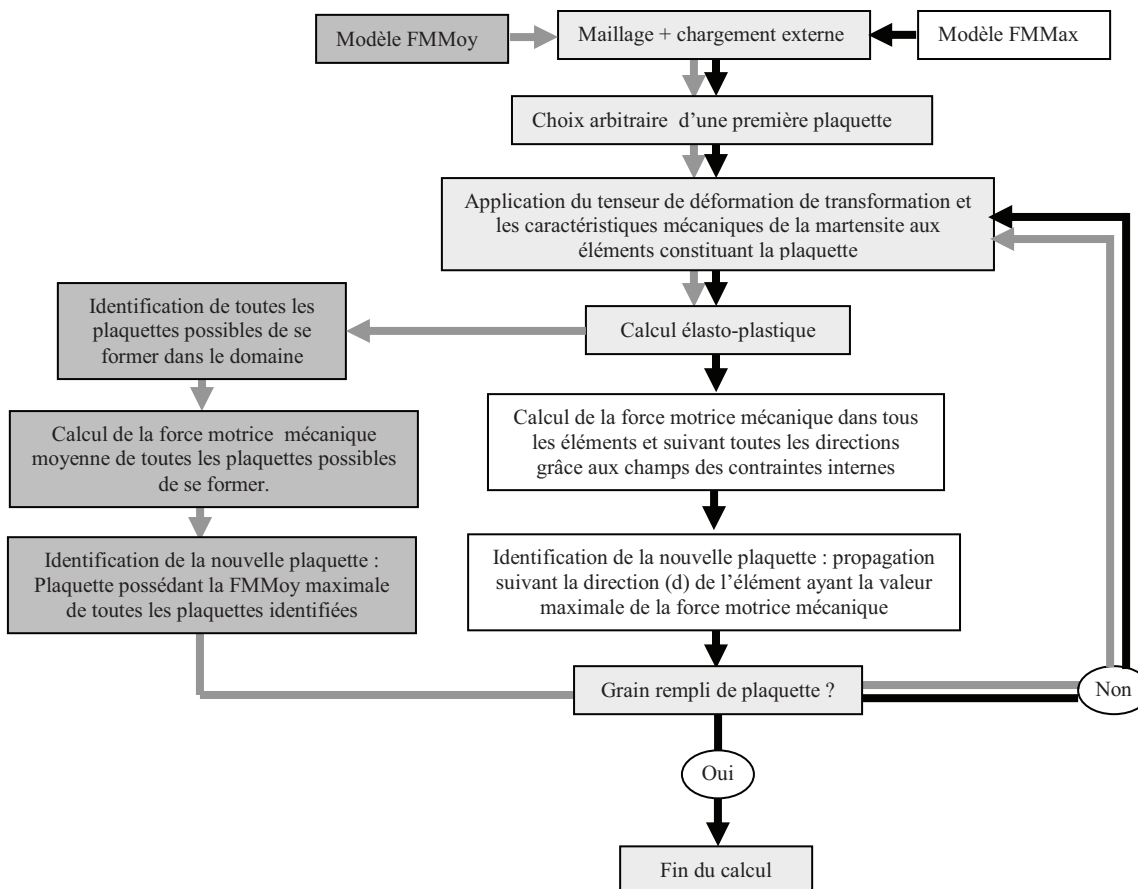 Modèle FMMoy
Maillage + chargement externe
Modèle FMMax
Choix arbitraire d’une première plaquette
Application du tenseur de déformation de transformation et
les caractéristiques mécaniques de la martensite aux
éléments constituant la plaquette
Identification de toutes les
plaquettes possibles de se
former dans le domaine
Calcul élasto-plastique
Calcul de la force motrice mécanique
moyenne de toutes les plaquettes possibles
de se former.
Calcul de la force motrice mécanique dans tous
les éléments et suivant toutes les directions
grâce aux champs des contraintes internes
Identification de la nouvelle plaquette :
Plaquette possédant la FMMoy maximale
de toutes les plaquettes identifiées
Identification de la nouvelle plaquette : propagation
suivant la direction (d) de l’élément ayant la valeur
maximale de la force motrice mécanique
Grain rempli de plaquette ?
Non
Oui
Fin du calcul